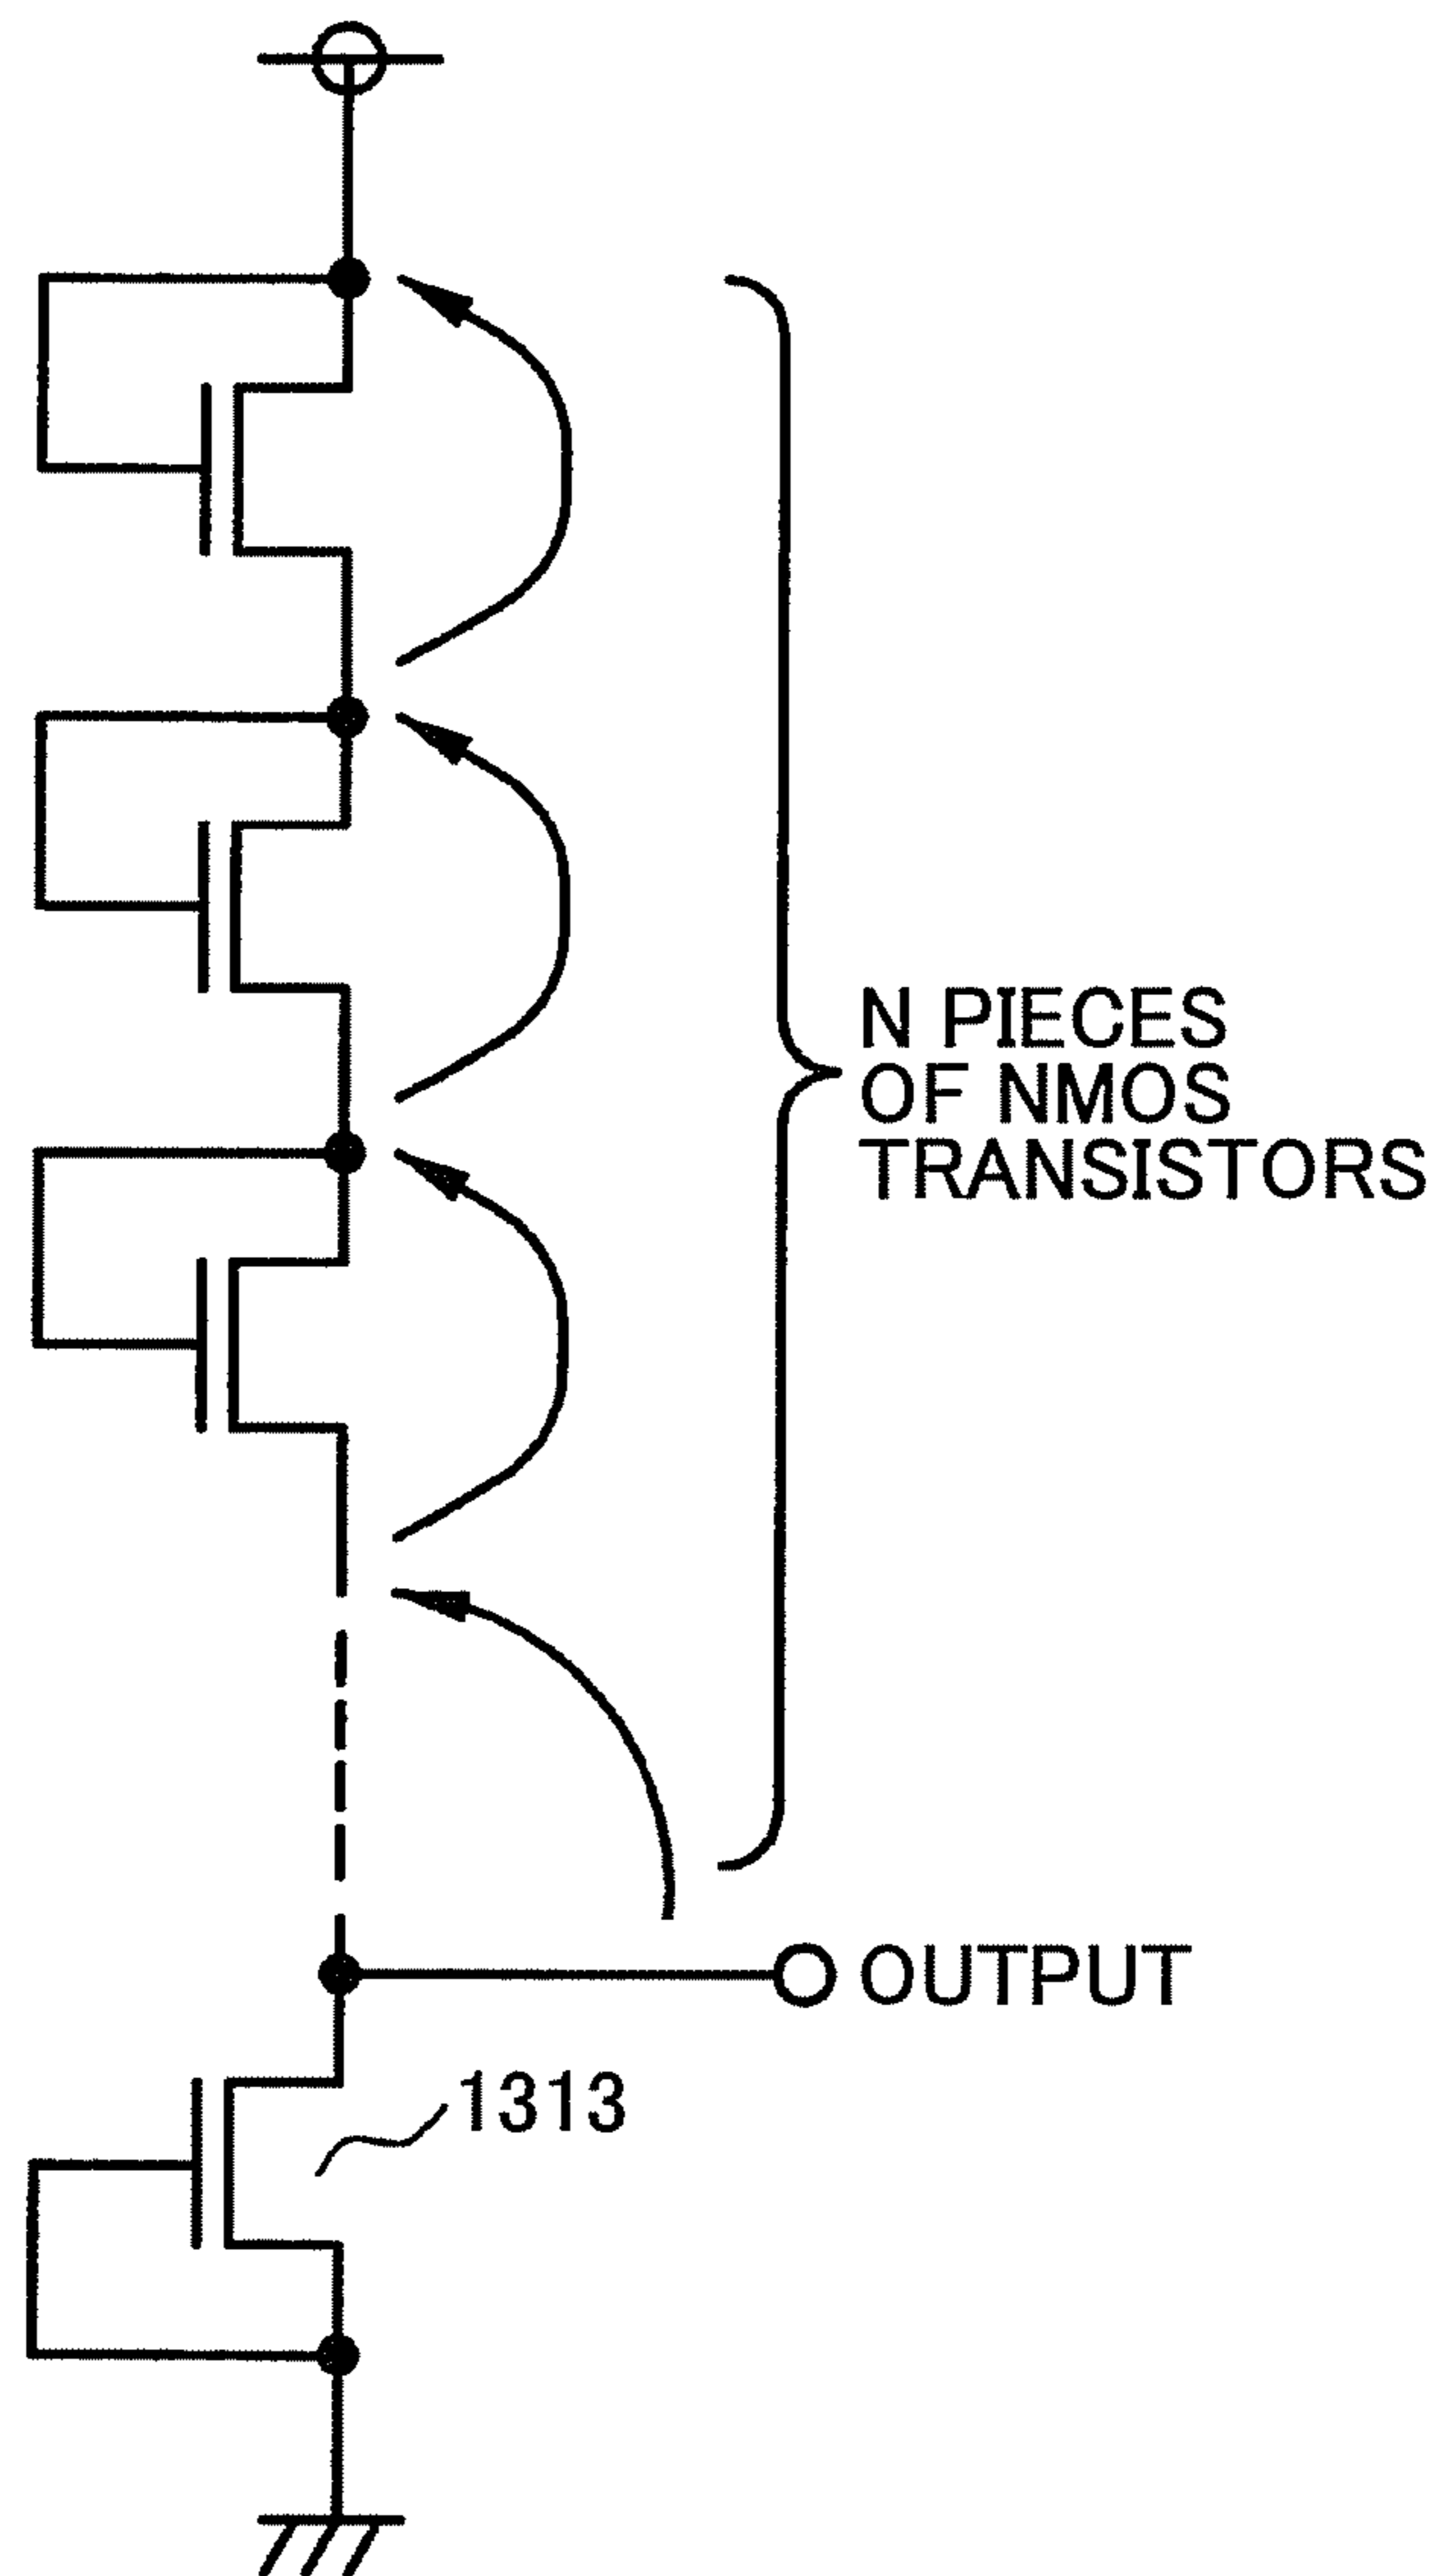 N PIECES
OF NMOS
TRANSISTORS
OUTPUT
1313